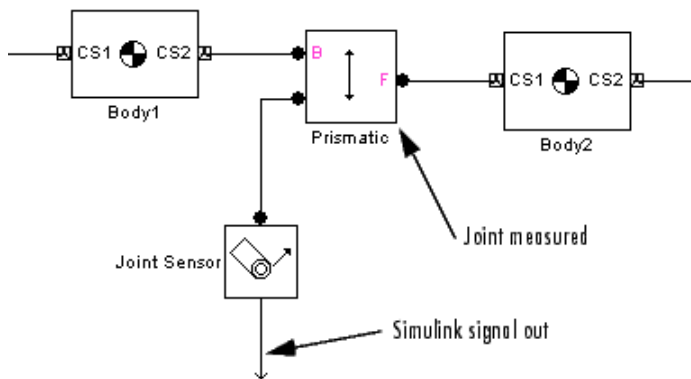 CS1 CS2
Body1
B
F
Prismatic
CS1 CS2
Body2
Joint measured
Joint Sensor
Simulink signal out